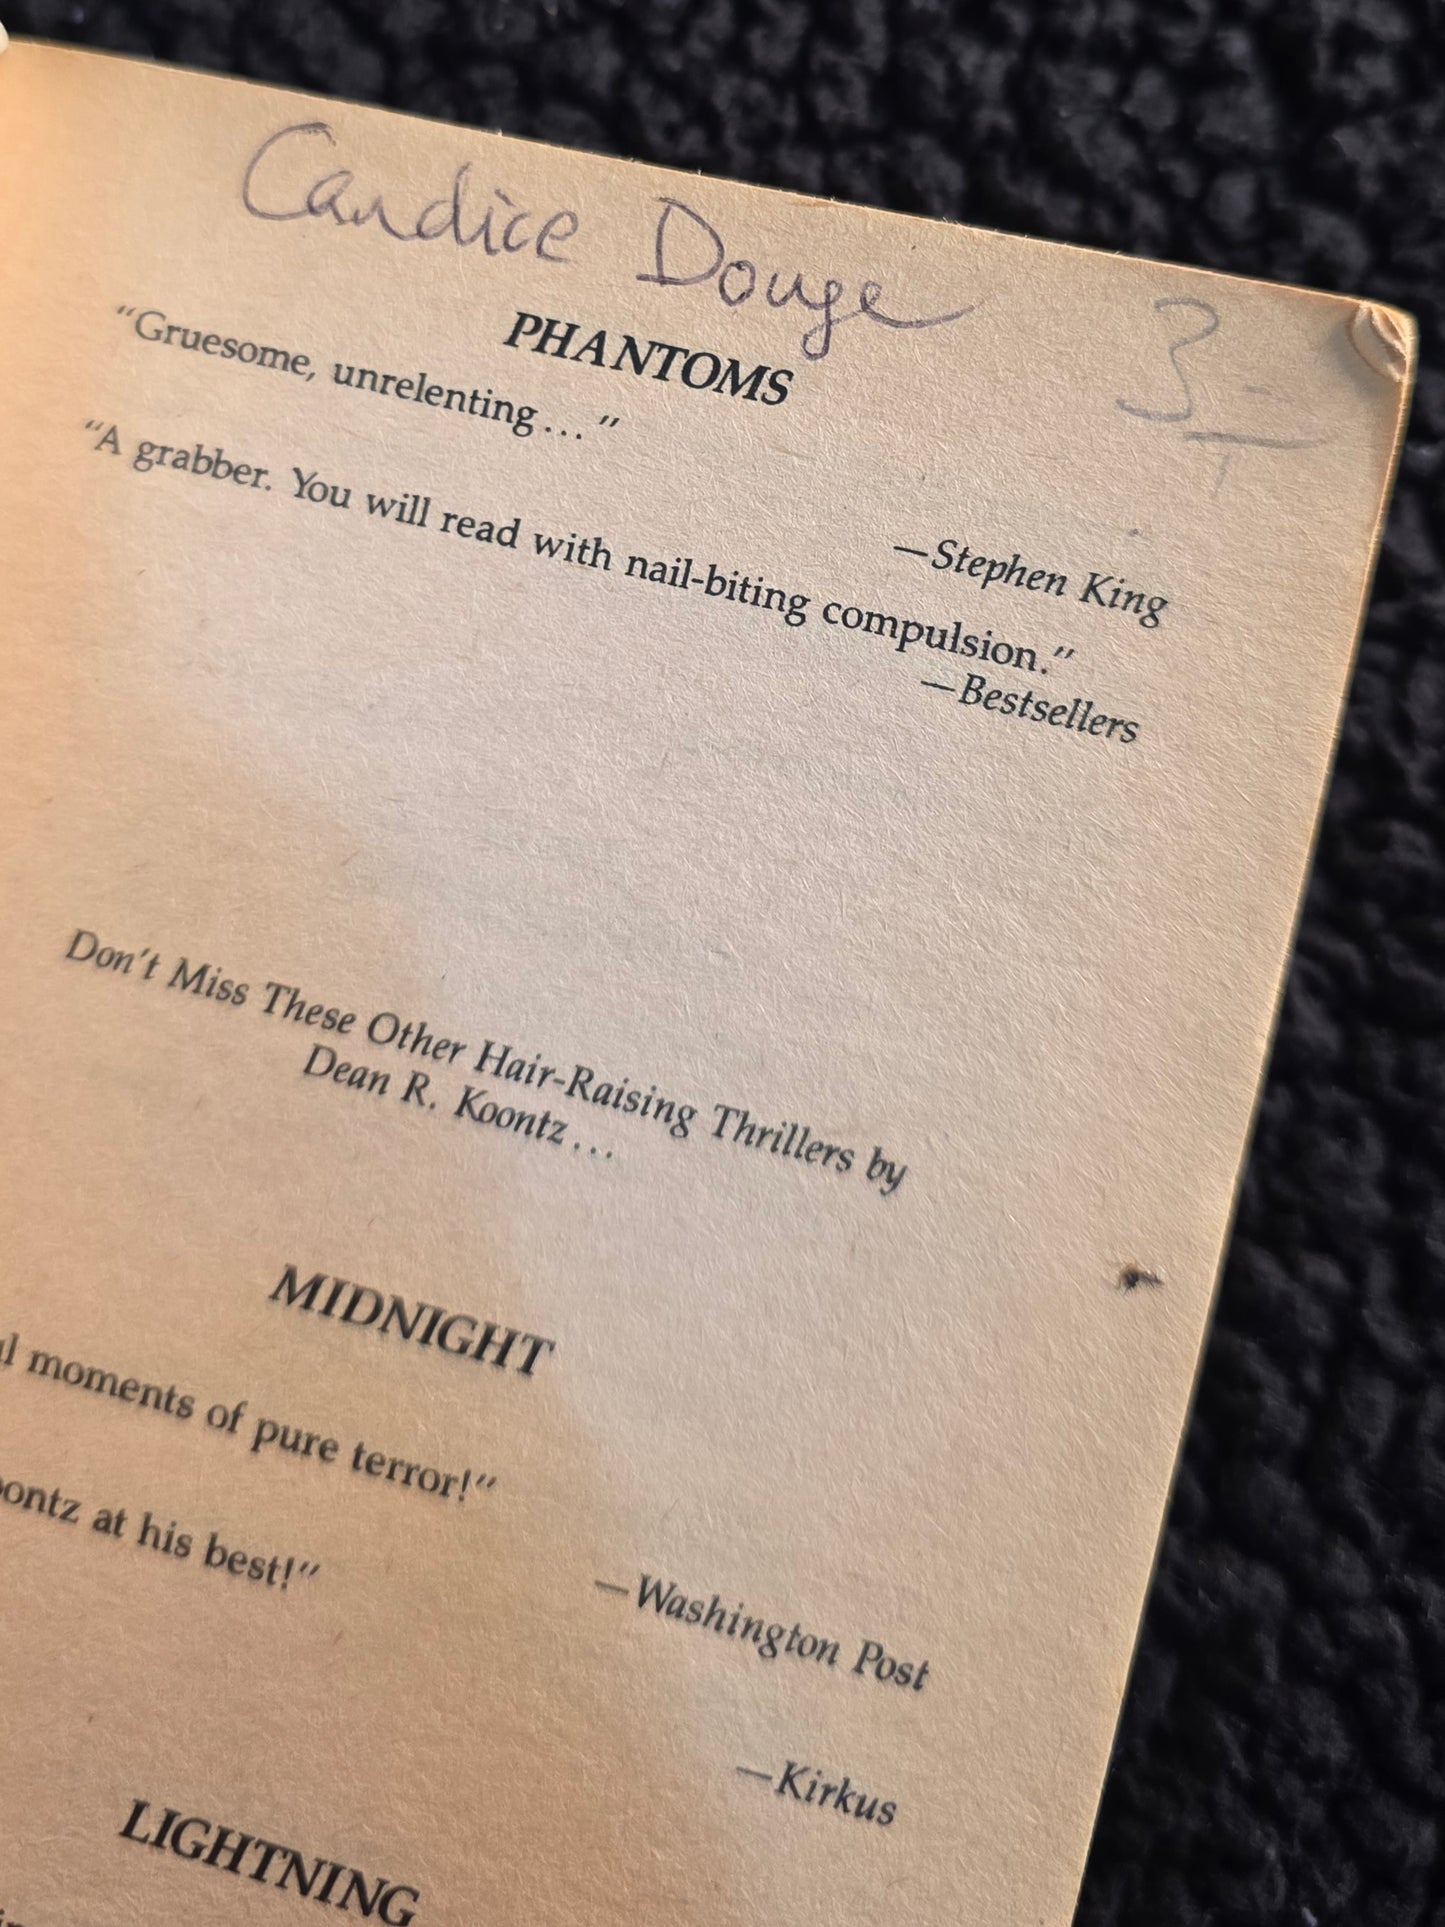 Candice Douge
3 –
PHANTOMS
“Gruesome, unrelenting...”
—Stephen King
“A grabber. You will read with nail-biting compulsion.”
—Bestsellers
Don't Miss These Other Hair-Raising Thrillers by
Dean R. Koontz...
MIDNIGHT
moments of pure terror!”
—Washington Post
oontz at his best!”
—Kirkus
LIGHTNING